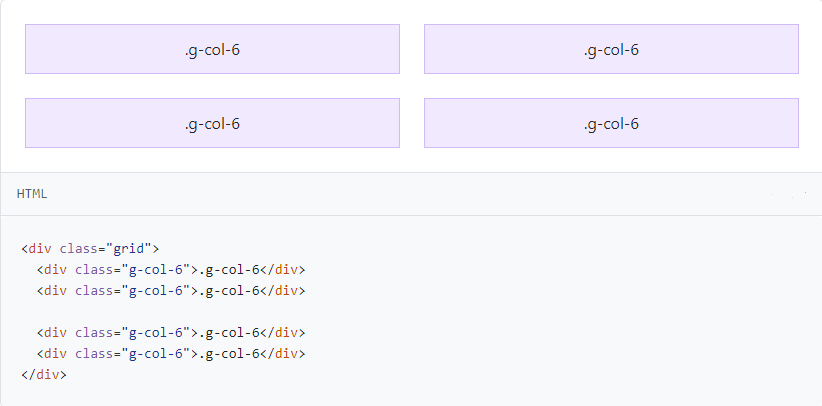 .g-col-6 .g-col-6
.g-col-6 .g-col-6
HTML
<div class="grid">
  <div class="g-col-6">.g-col-6</div>
  <div class="g-col-6">.g-col-6</div>

  <div class="g-col-6">.g-col-6</div>
  <div class="g-col-6">.g-col-6</div>
</div>